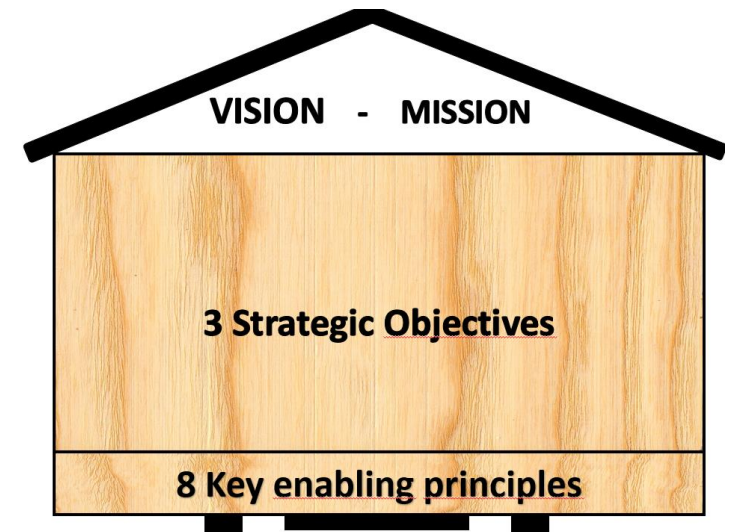 VISION - MISSION
3 Strategic Objectives
8 Key enabling principles